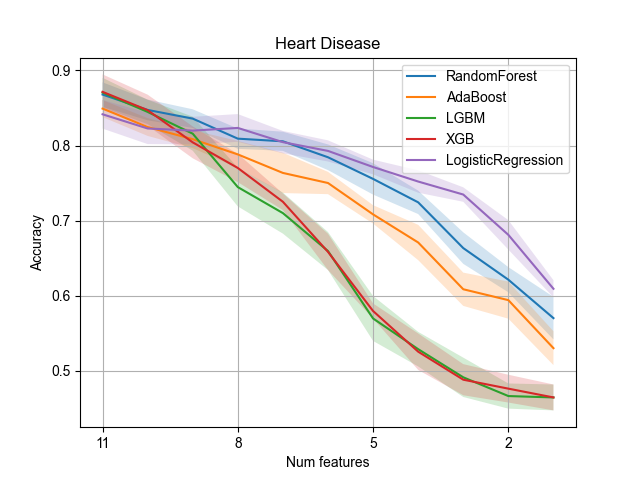 Heart Disease
0.9
0.8
0.7
0.6
0.5
Accuracy
11
8
5
2
Num features
RandomForest
AdaBoost
LGBM
XGB
LogisticRegression